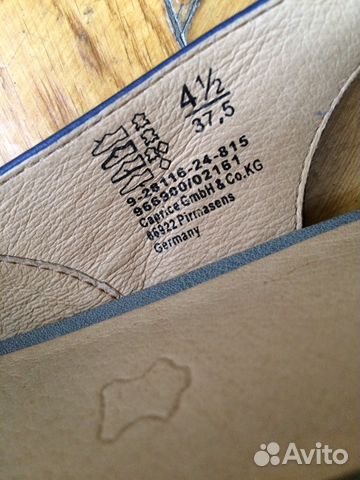 4½
37,5
9-28116-24-815
966900/02161
Caprice GmbH & Co.KG
66922 Pirmasens
Germany
Avito